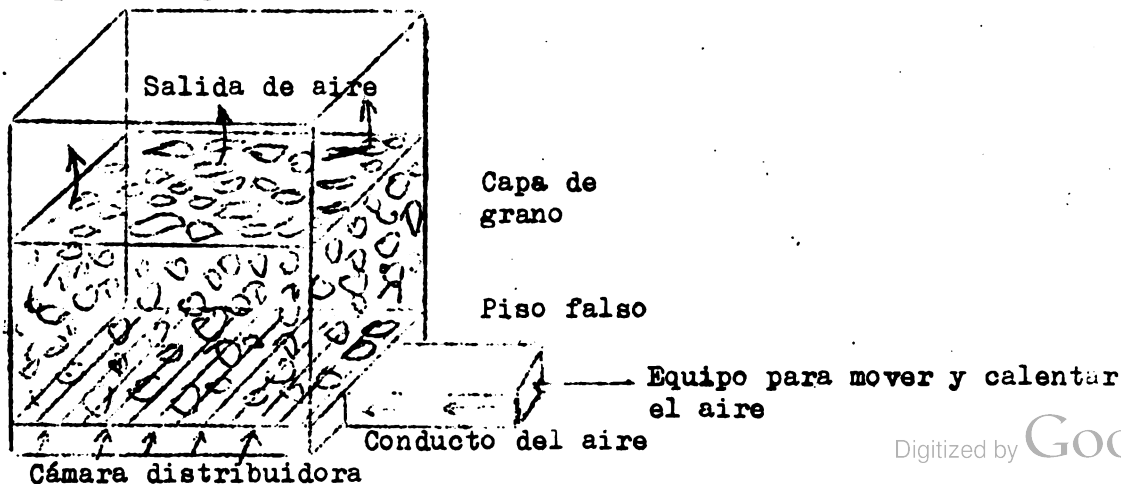 Salida de aire
Capa de
grano
Piso falso
Equipo para mover y calentar
el aire
Conducto del aire
Cámara distribuidora
Digitized by